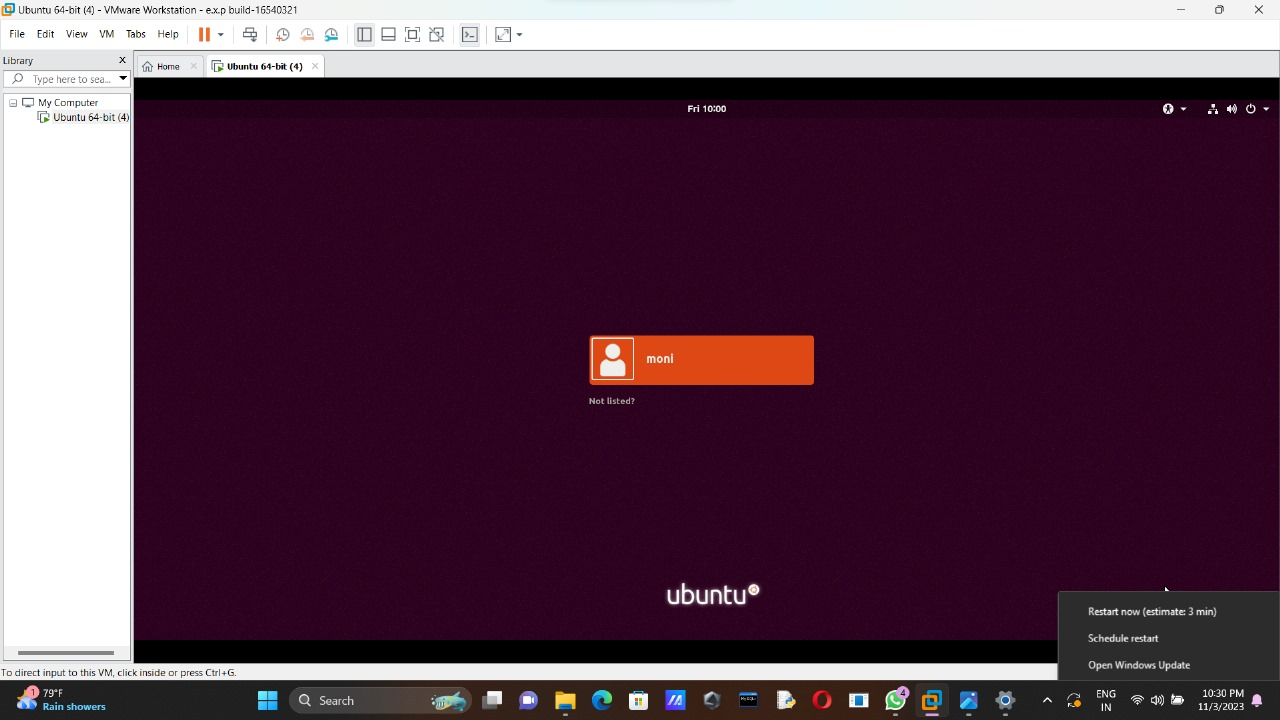 Ubuntu 64-bit (4) - VMware Workstation - e.x.p build-16540321
File Edit View VM Tabs Help
Library
Home
Ubuntu 64-bit (4)
Type here to sea...
My Computer
Ubuntu 64-bit (4)
Fri 10:00
moni
Not listed?
ubuntu
Restart now (estimate: 3 min)
Schedule restart
Open Windows Update
To direct input to this VM, click inside or press Ctrl+G.
1
79°F
Rain showers
Search
4
ENG
IN
10:30 PM
11/3/2023